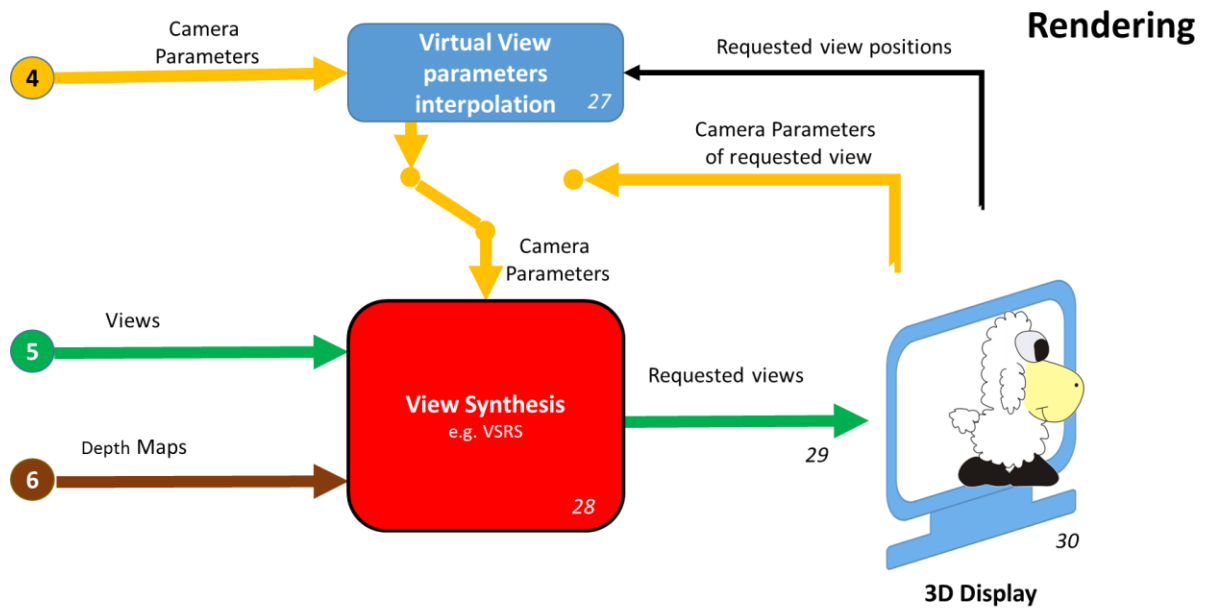 Rendering
Camera
Parameters
4
Virtual View
parameters
interpolation
27
Requested view positions
Camera Parameters
of requested view
Camera
Parameters
Views
5
Depth Maps
6
View Synthesis
e.g. VSRS
28
Requested views
29
30
3D Display